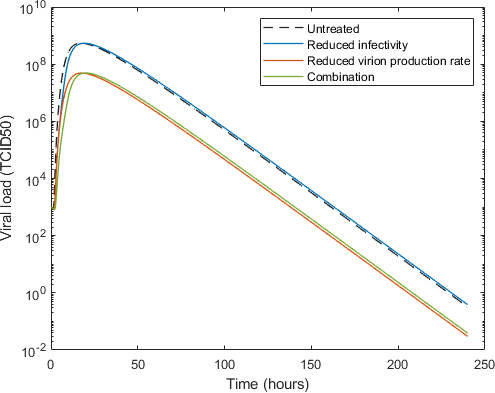 10^10
Untreated
Reduced infectivity
Reduced virion production rate
Combination
10^8
10^6
10^4
10^2
10^0
10^-2
Viral load (TCID50)
0 50 100 150 200 250
Time (hours)